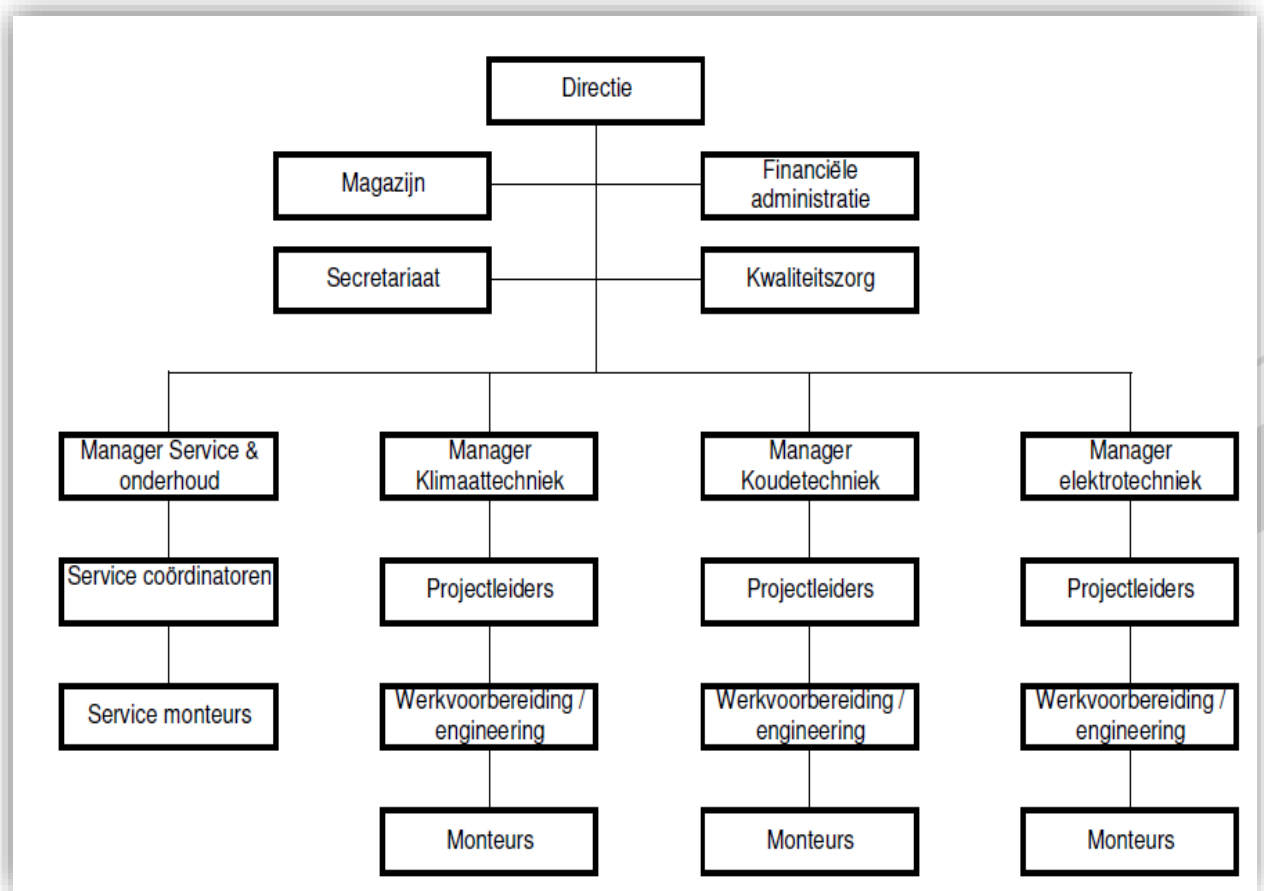 Directie
Magazijn
Financiële
administratie
Secretariaat
Kwaliteitszorg
Manager Service &
onderhoud
Manager
Klimaattechniek
Manager
Koudetechniek
Manager
elektrotechniek
Service coördinatoren
Projectleiders
Projectleiders
Projectleiders
Service monteurs
Werkvoorbereiding /
engineering
Werkvoorbereiding /
engineering
Werkvoorbereiding /
engineering
Monteurs
Monteurs
Monteurs